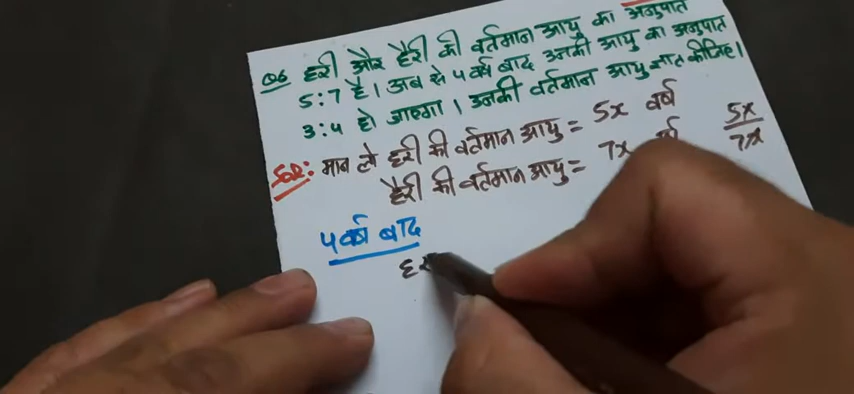 Q6 हरी और हैरी की वर्तमान आयु का अनुपात
5:7 है। अब से 4 वर्ष बाद उनकी आयु का अनुपात
3:4 हो जाएगा। उनकी वर्तमान आयु ज्ञात कीजिए।
Sol: मान लो हरी की वर्तमान आयु = 5x वर्ष
हैरी की वर्तमान आयु = 7x
5x
7x
4 वर्ष बाद